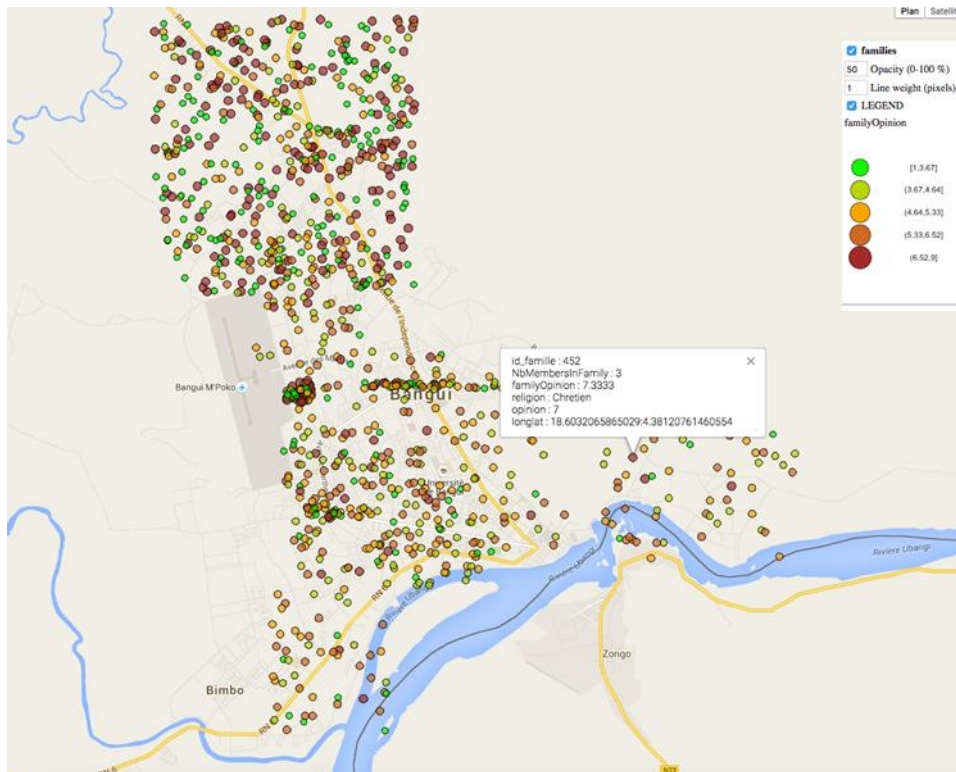 Plan Satellit
families
50 Opacity (0-100 %)
1 Line weight (pixels)
LEGEND
familyOpinion
[1,3.67]
(3.67,4.64]
(4.64,5.33]
(5.33,6.52]
(6.52,9]
id_famille : 452
NbMembersInFamily : 3
familyOpinion : 7.3333
religion : Chretien
opinion : 7
longlat : 18.6032065865029:4.38120761460554
Bangui M'Poko
Bangui
Université
Rivière Ubangi
Zongo
Bimbo